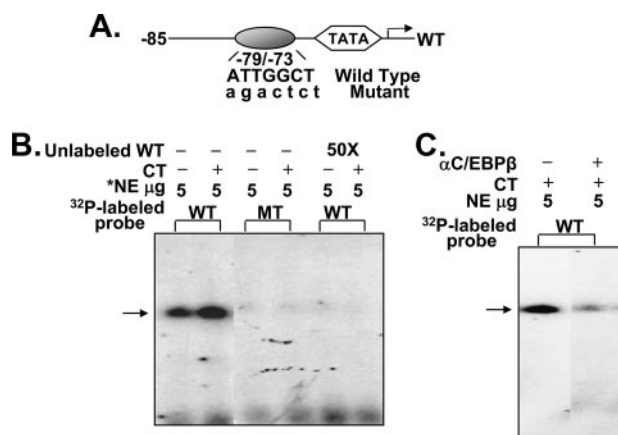 A.
-85 TATA WT
-79/-73
ATTGGCT Wild Type
agactct Mutant
B.
Unlabeled WT – – – – 50X
CT – + – + – +
*NE µg 5 5 5 5 5 5
32P-labeled probe WT MT WT
C.
αC/EBPβ – +
CT + +
NE µg 5 5
32P-labeled probe WT